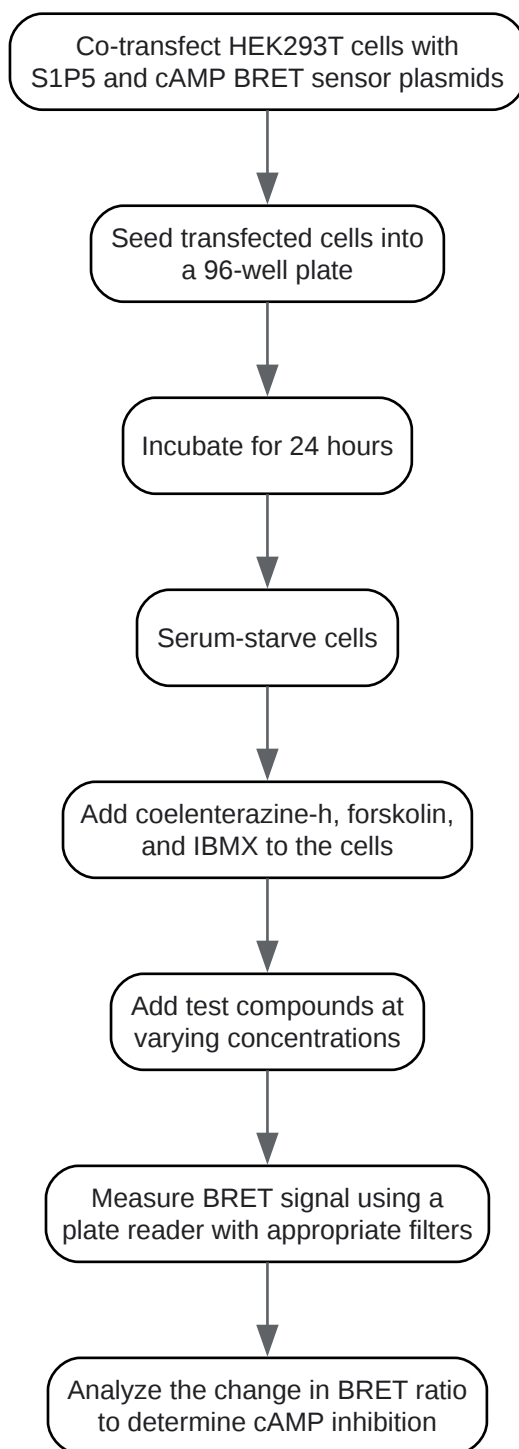 Co-transfect HEK293T cells with
S1P5 and cAMP BRET sensor plasmids
Seed transfected cells into
a 96-well plate
Incubate for 24 hours
Serum-starve cells
Add coelenterazine-h, forskolin,
and IBMX to the cells
Add test compounds at
varying concentrations
Measure BRET signal using a
plate reader with appropriate filters
Analyze the change in BRET ratio
to determine cAMP inhibition